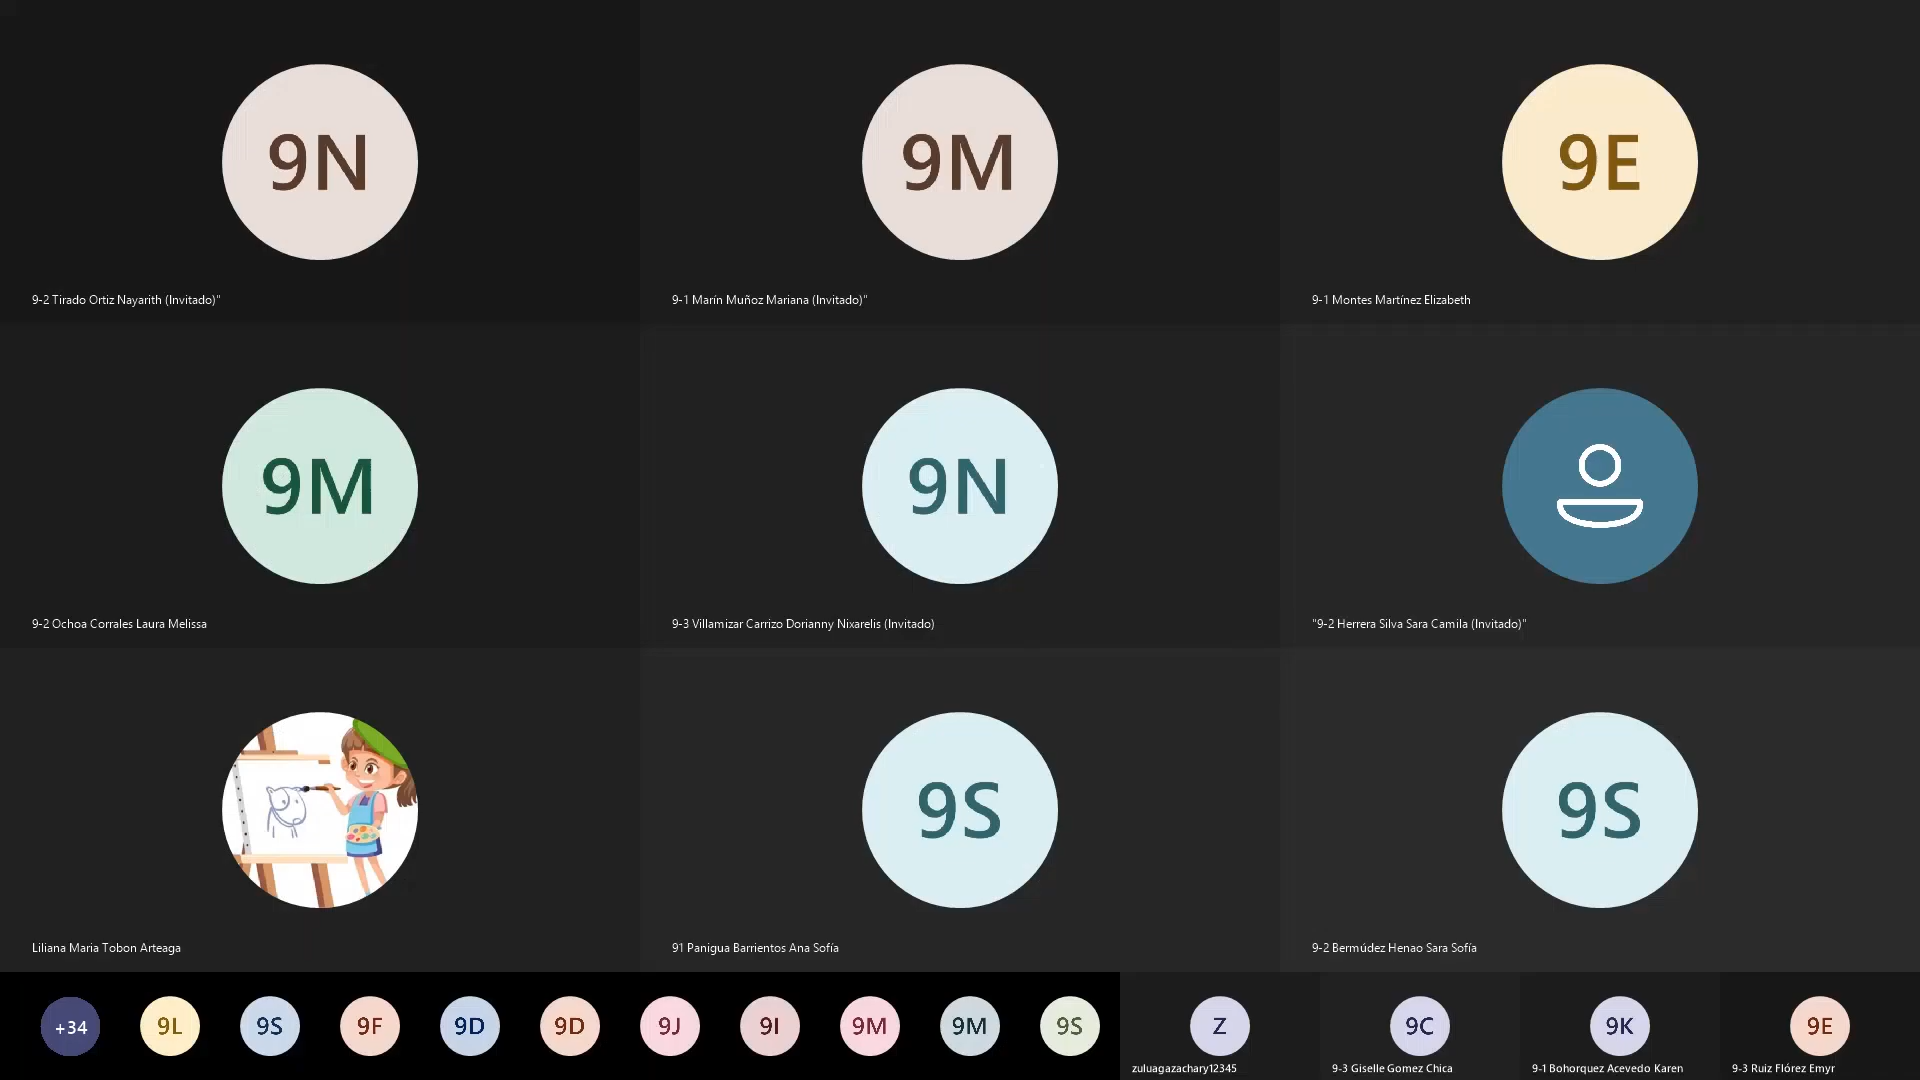 9N
9M
9E
9-2 Tirado Ortiz Nayarith (Invitado)"
9-1 Marín Muñoz Mariana (Invitado)"
9-1 Montes Martínez Elizabeth
9M
9N
9-2 Ochoa Corrales Laura Melissa
9-3 Villamizar Carrizo Dorianny Nixarelis (Invitado)
"9-2 Herrera Silva Sara Camila (Invitado)"
9S
9S
Liliana Maria Tobon Arteaga
91 Panigua Barrientos Ana Sofía
9-2 Bermúdez Henao Sara Sofía
+34
9L
9S
9F
9D
9D
9J
9I
9M
9M
9S
Z
9C
9K
9E
zuluagazachary12345
9-3 Giselle Gomez Chica
9-1 Bohorquez Acevedo Karen
9-3 Ruiz Flórez Emyr